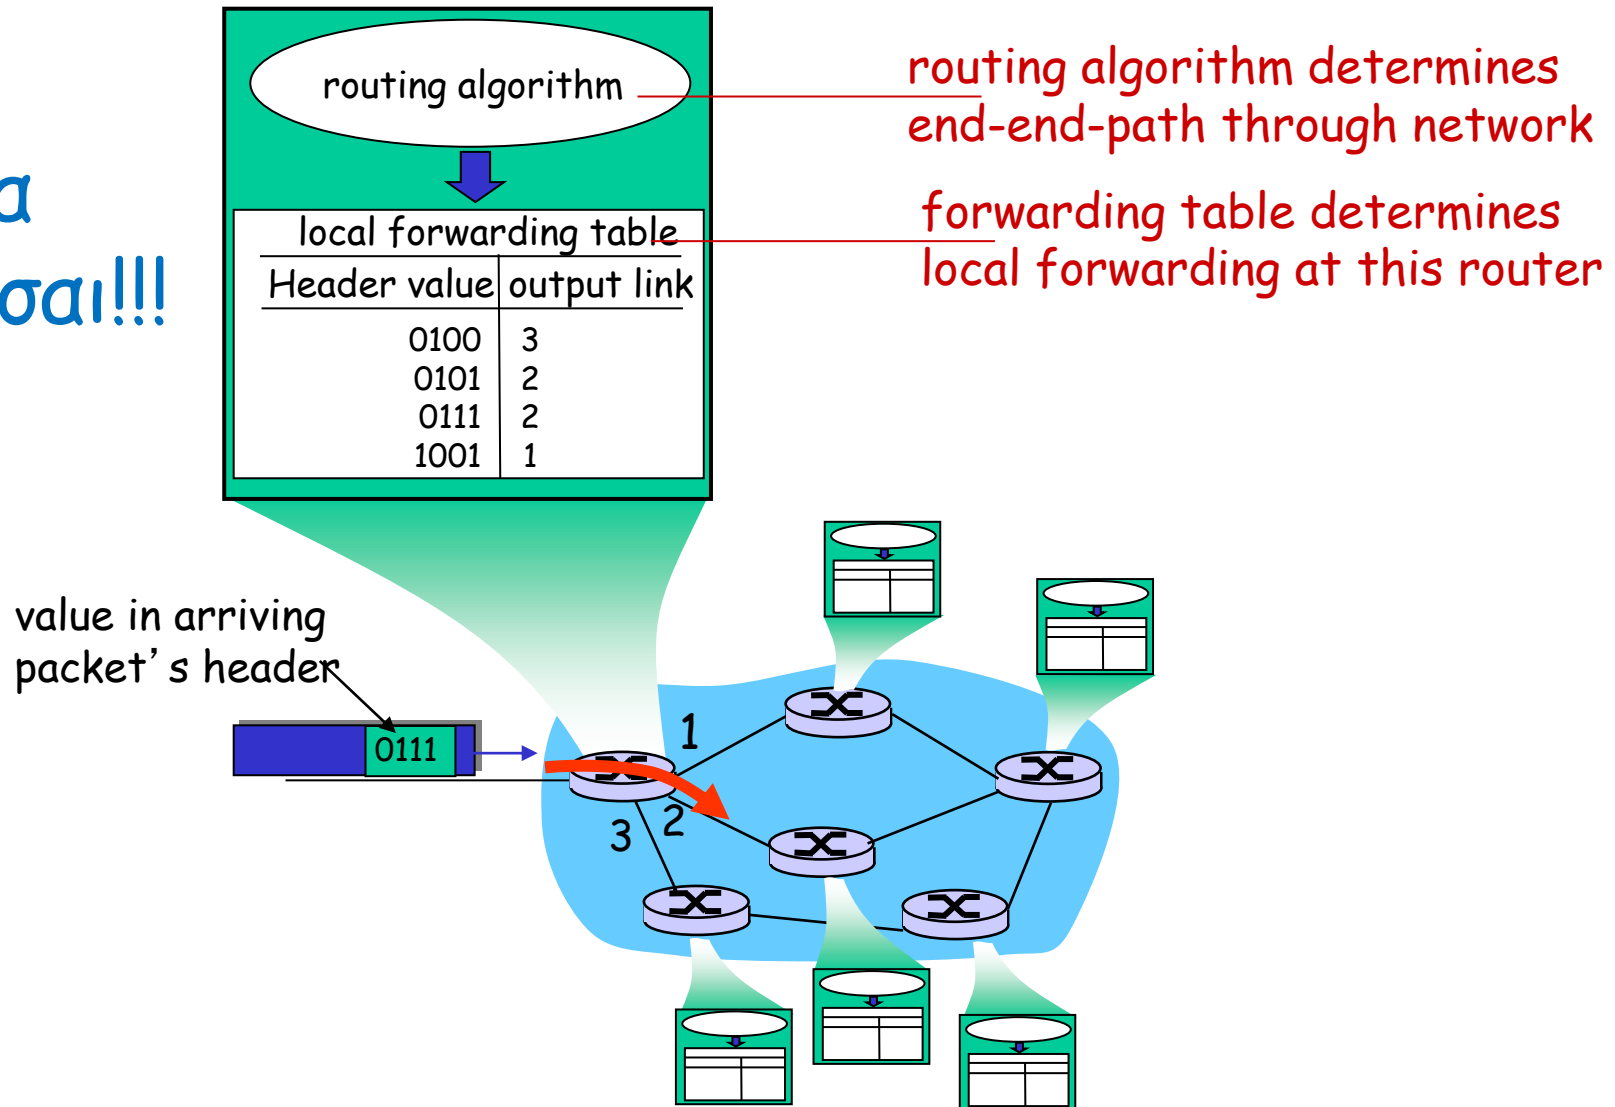 routing algorithm
routing algorithm determines
end-end-path through network
forwarding table determines
local forwarding at this router
α
σαι!!!
local forwarding table
Header value output link
0100 3
0101 2
0111 2
1001 1
value in arriving
packet’s header
0111
1
2
3